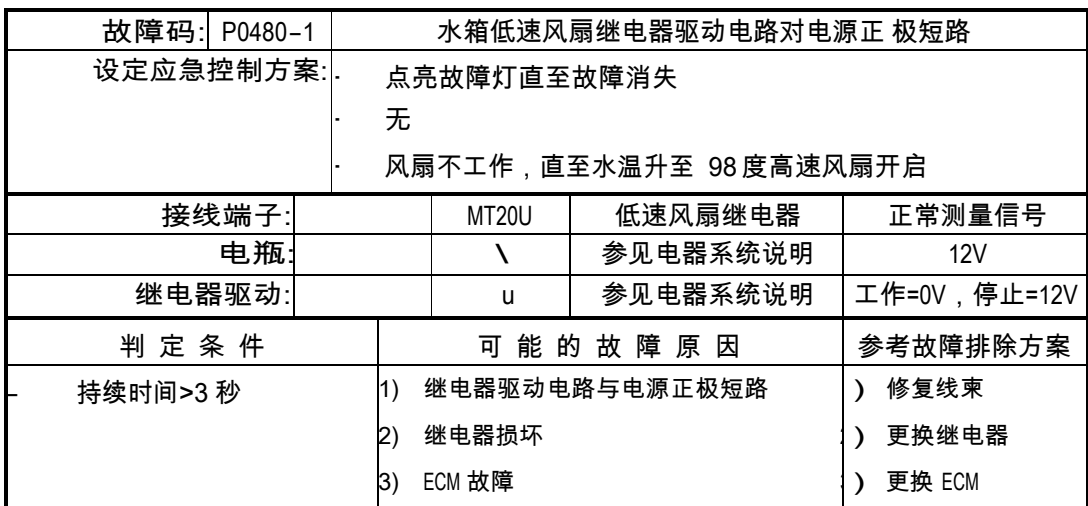 故障码: P0480-1 水箱低速风扇继电器驱动电路对电源正 极短路
设定应急控制方案: · 点亮故障灯直至故障消失
· 无
· 风扇不工作，直至水温升至 98度高速风扇开启
接线端子: MT20U 低速风扇继电器 正常测量信号
电瓶: \ 参见电器系统说明 12V
继电器驱动: u 参见电器系统说明 工作=0V，停止=12V
判 定 条 件 可 能 的 故 障 原 因 参考故障排除方案
– 持续时间>3 秒 1) 继电器驱动电路与电源正极短路 ) 修复线束
2) 继电器损坏 ) 更换继电器
3) ECM 故障 ) 更换 ECM